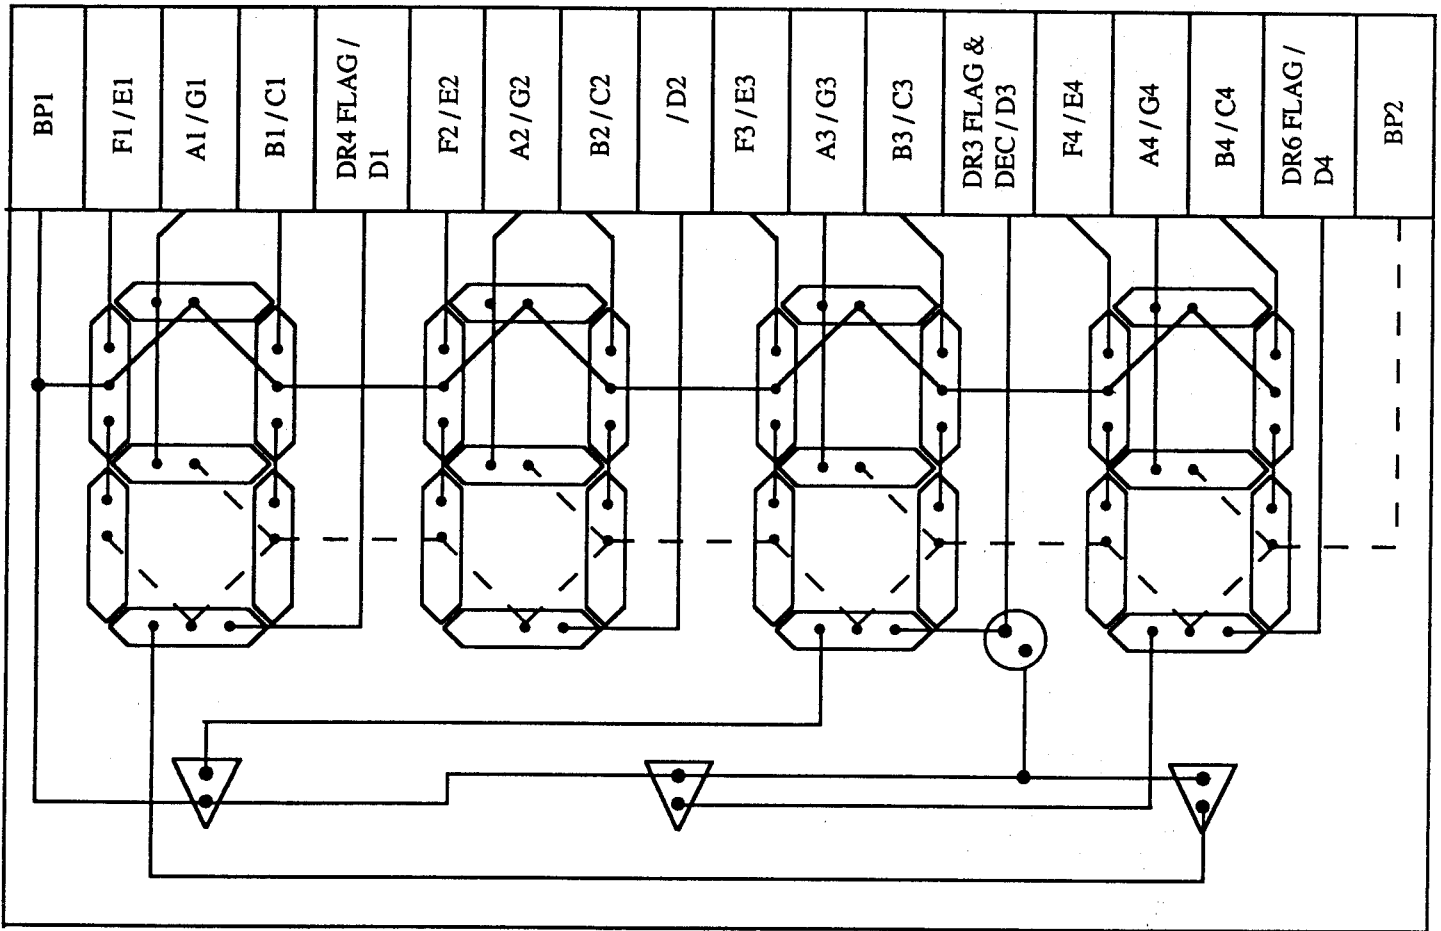 BP1
F1 / E1
A1 / G1
B1 / C1
DR4 FLAG /
D1
F2 / E2
A2 / G2
B2 / C2
/ D2
F3 / E3
A3 / G3
B3 / C3
DR3 FLAG &
DEC / D3
F4 / E4
A4 / G4
B4 / C4
DR6 FLAG /
D4
BP2